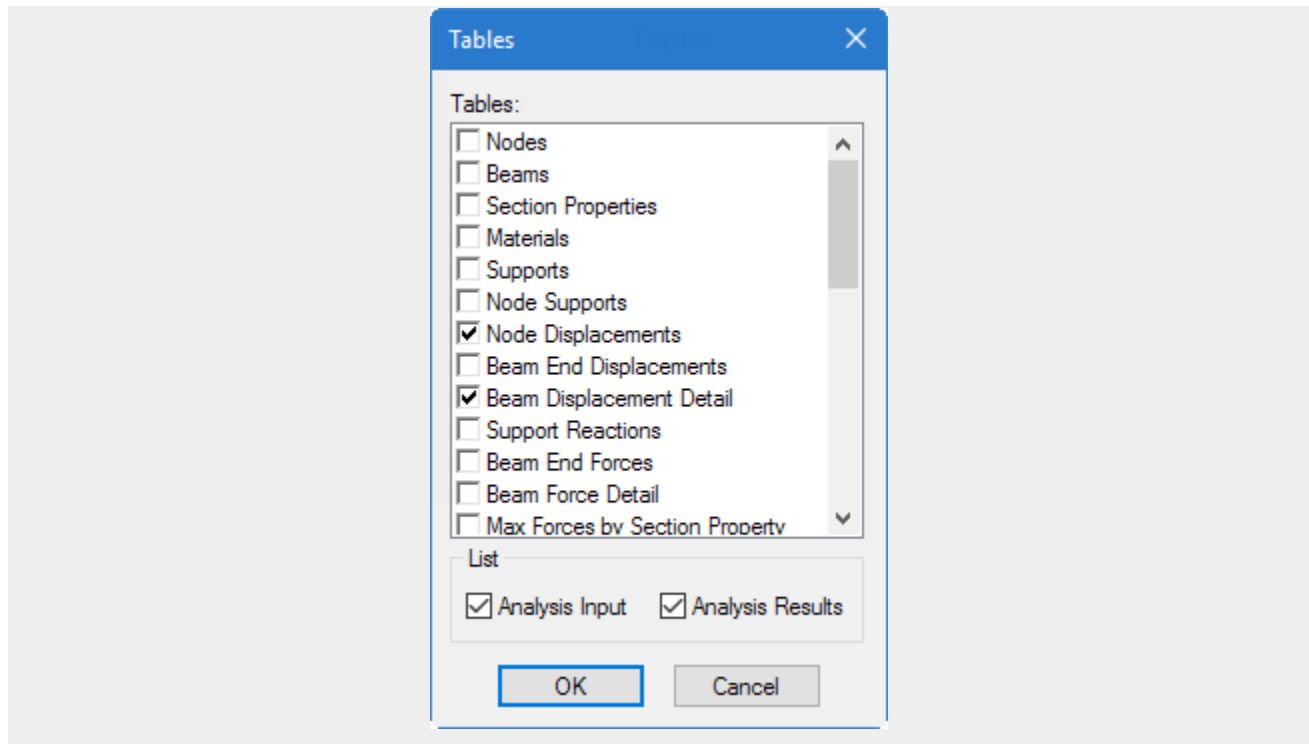 Tables
Tables:
Nodes
Beams
Section Properties
Materials
Supports
Node Supports
Node Displacements
Beam End Displacements
Beam Displacement Detail
Support Reactions
Beam End Forces
Beam Force Detail
Max Forces by Section Property
List
Analysis Input Analysis Results
OK Cancel